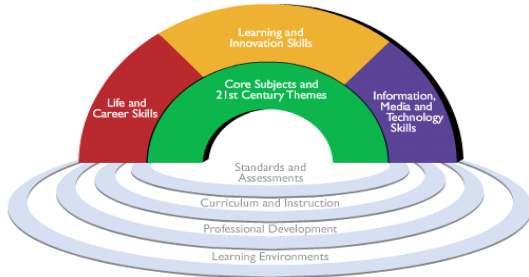 Learning and
Innovation Skills
Core Subjects and
21st Century Themes
Life and
Career Skills
Information,
Media and
Technology
Skills
Standards and
Assessments
Curriculum and Instruction
Professional Development
Learning Environments